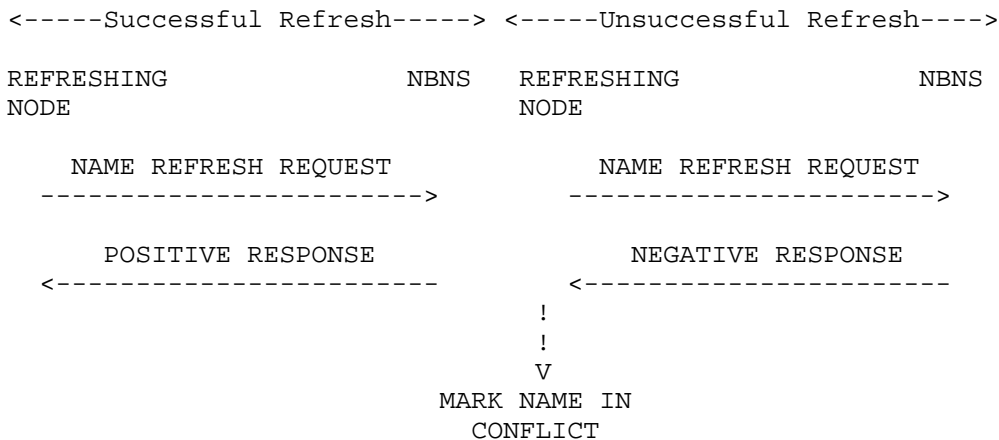 <-----Successful Refresh-----> <-----Unsuccessful Refresh---->
REFRESHING                NBNS   REFRESHING               NBNS
NODE                             NODE
NAME REFRESH REQUEST             NAME REFRESH REQUEST
------------------------>        ----------------------->
POSITIVE RESPONSE                NEGATIVE RESPONSE
<------------------------        <-----------------------
!
!
V
MARK NAME IN
CONFLICT